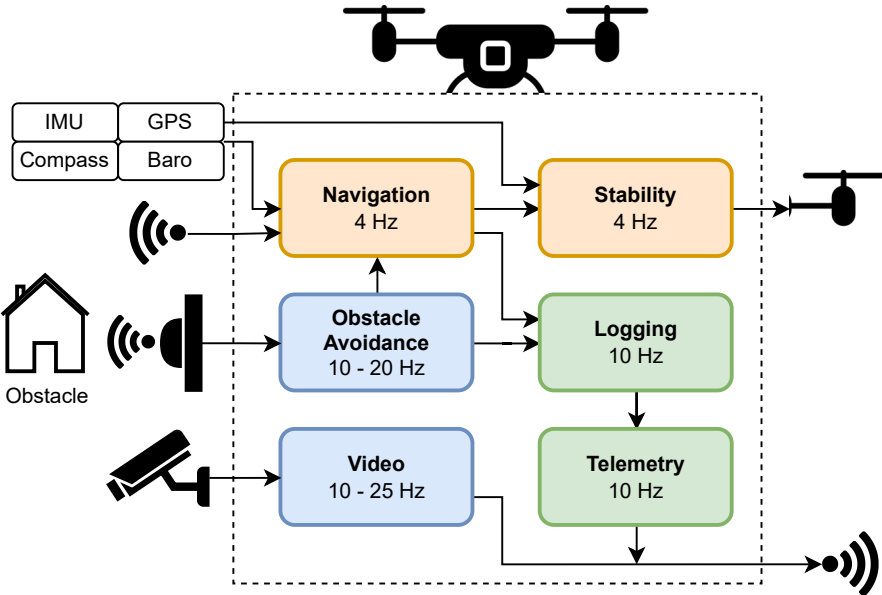 IMU GPS
Compass Baro
Navigation
4 Hz
Stability
4 Hz
Obstacle
Avoidance
10 - 20 Hz
Logging
10 Hz
Obstacle
Video
10 - 25 Hz
Telemetry
10 Hz